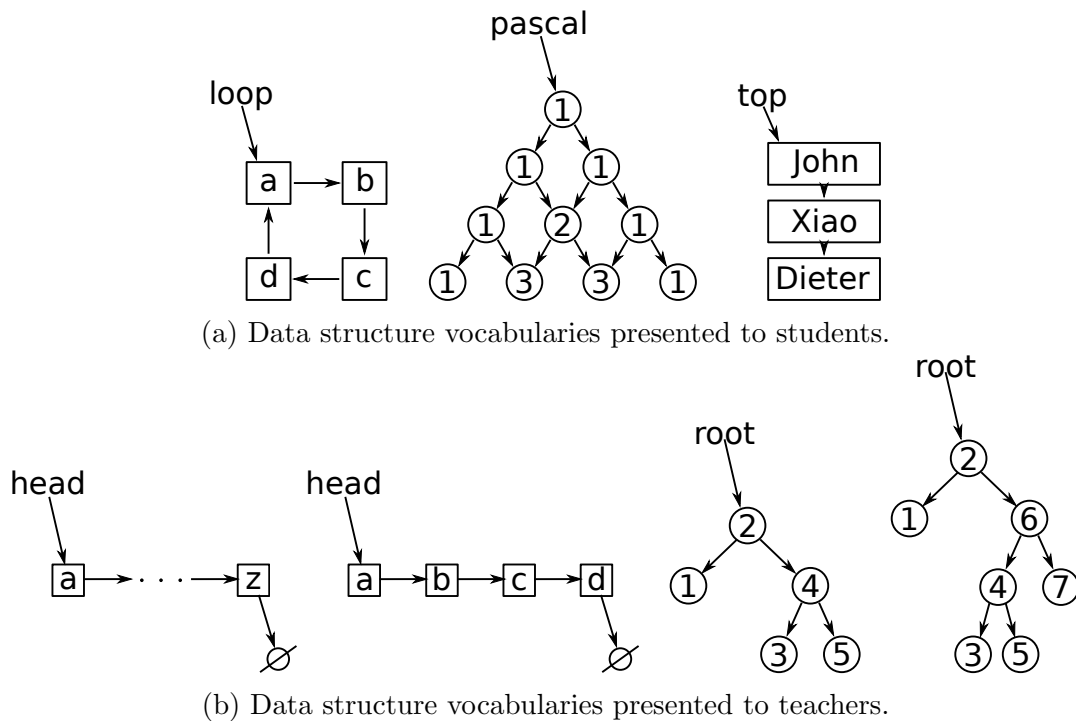 pascal
loop
top
1
a b
1 1
John
1 2 1
Xiao
d c
1 3 3 1
Dieter
(a) Data structure vocabularies presented to students.
root
root
2
head
head
2
1 6
a . . . z
a b c d
1 4
4 7
3 5
3 5
(b) Data structure vocabularies presented to teachers.